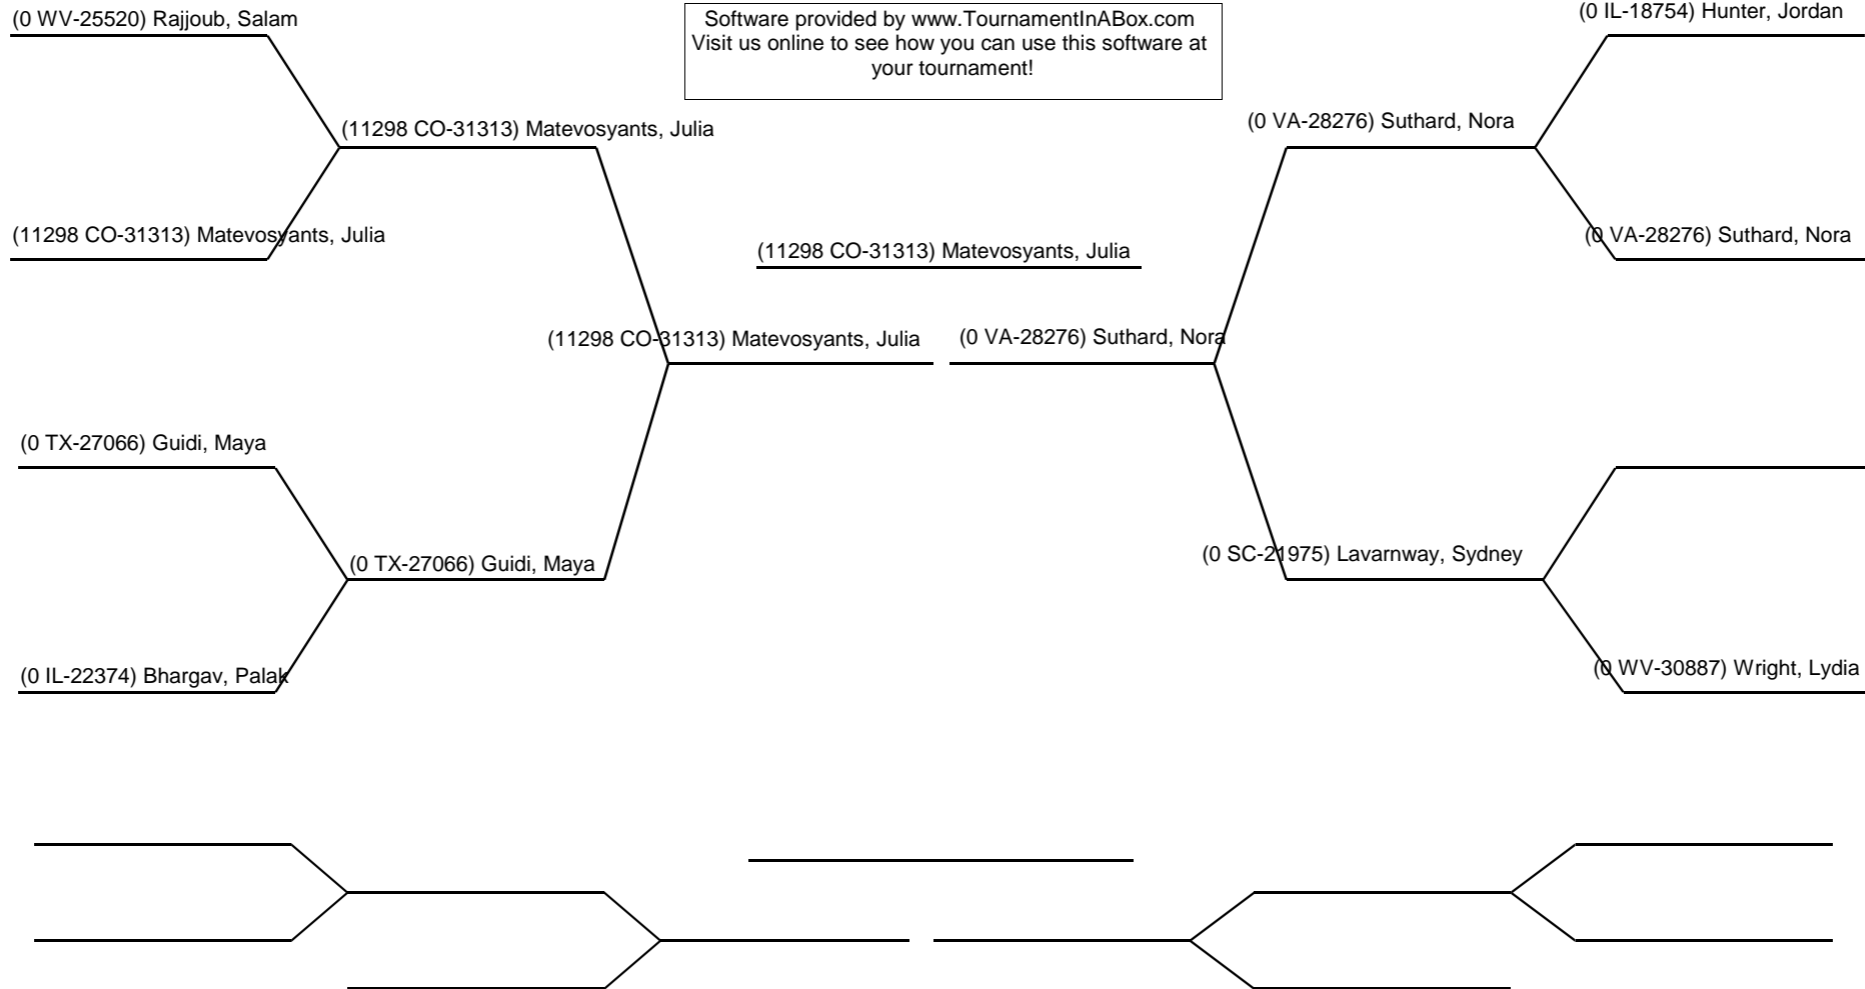 (0 WV-25520) Rajjoub, Salam
Software provided by www.TournamentInABox.com
Visit us online to see how you can use this software at
your tournament!
(0 IL-18754) Hunter, Jordan
(11298 CO-31313) Matevosyants, Julia
(0 VA-28276) Suthard, Nora
(11298 CO-31313) Matevosyants, Julia
(11298 CO-31313) Matevosyants, Julia
(0 VA-28276) Suthard, Nora
(11298 CO-31313) Matevosyants, Julia
(0 VA-28276) Suthard, Nora
(0 TX-27066) Guidi, Maya
(0 TX-27066) Guidi, Maya
(0 SC-21975) Lavarnway, Sydney
(0 IL-22374) Bhargav, Palak
(0 WV-30887) Wright, Lydia